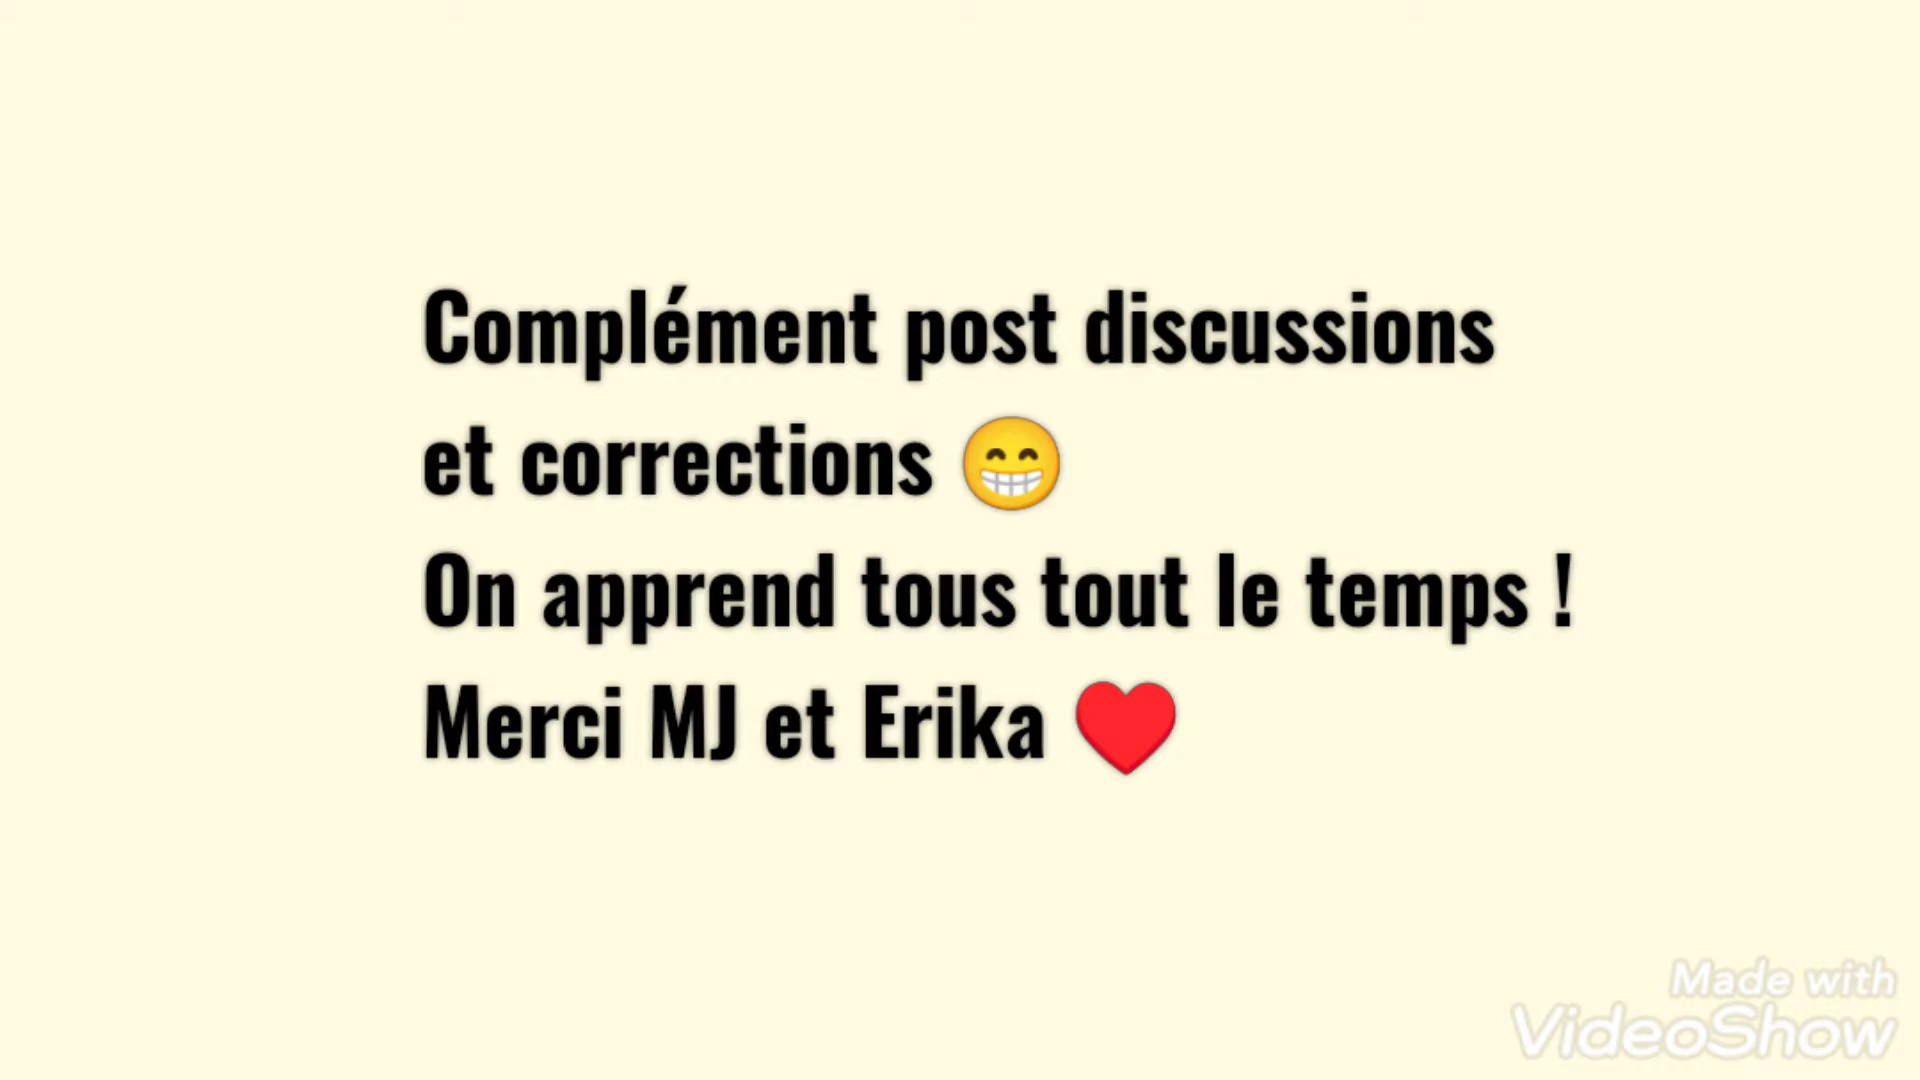 Complément post discussions
et corrections 😁
On apprend tous tout le temps !
Merci MJ et Erika ❤️
Made with
VideoShow